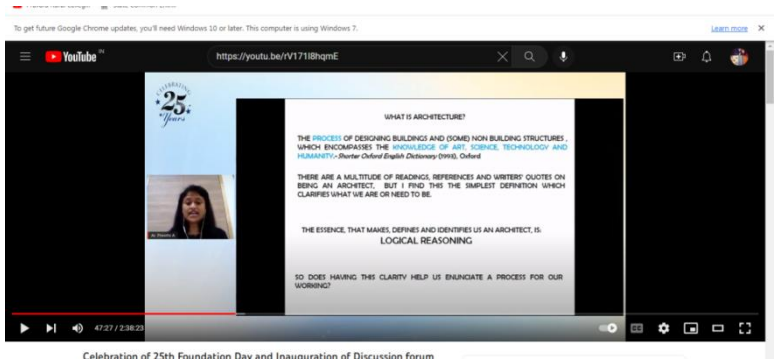 To get future Google Chrome updates, you'll need Windows 10 or later. This computer is using Windows 7.
Learn more
YouTube IN
https://youtu.be/rV171I8hqmE
CELEBRATING
25
Years
WHAT IS ARCHITECTURE?
THE PROCESS OF DESIGNING BUILDINGS AND (SOME) NON BUILDING STRUCTURES ,
WHICH ENCOMPASSES THE KNOWLEDGE OF ART, SCIENCE, TECHNOLOGY AND
HUMANITY.- Shorter Oxford English Dictionary (1993), Oxford
THERE ARE A MULTITUDE OF READINGS, REFERENCES AND WRITERS' QUOTES ON
BEING AN ARCHITECT, BUT I FIND THIS THE SIMPLEST DEFINITION WHICH
CLARIFIES WHAT WE ARE OR NEED TO BE.
THE ESSENCE, THAT MAKES, DEFINES AND IDENTIFIES US AN ARCHITECT, IS:
LOGICAL REASONING
SO DOES HAVING THIS CLARITY HELP US ENUNCIATE A PROCESS FOR OUR
WORKING?
47:27 / 2:38:23
CC
Celebration of 25th Foundation Day and Inauguration of Discussion forum